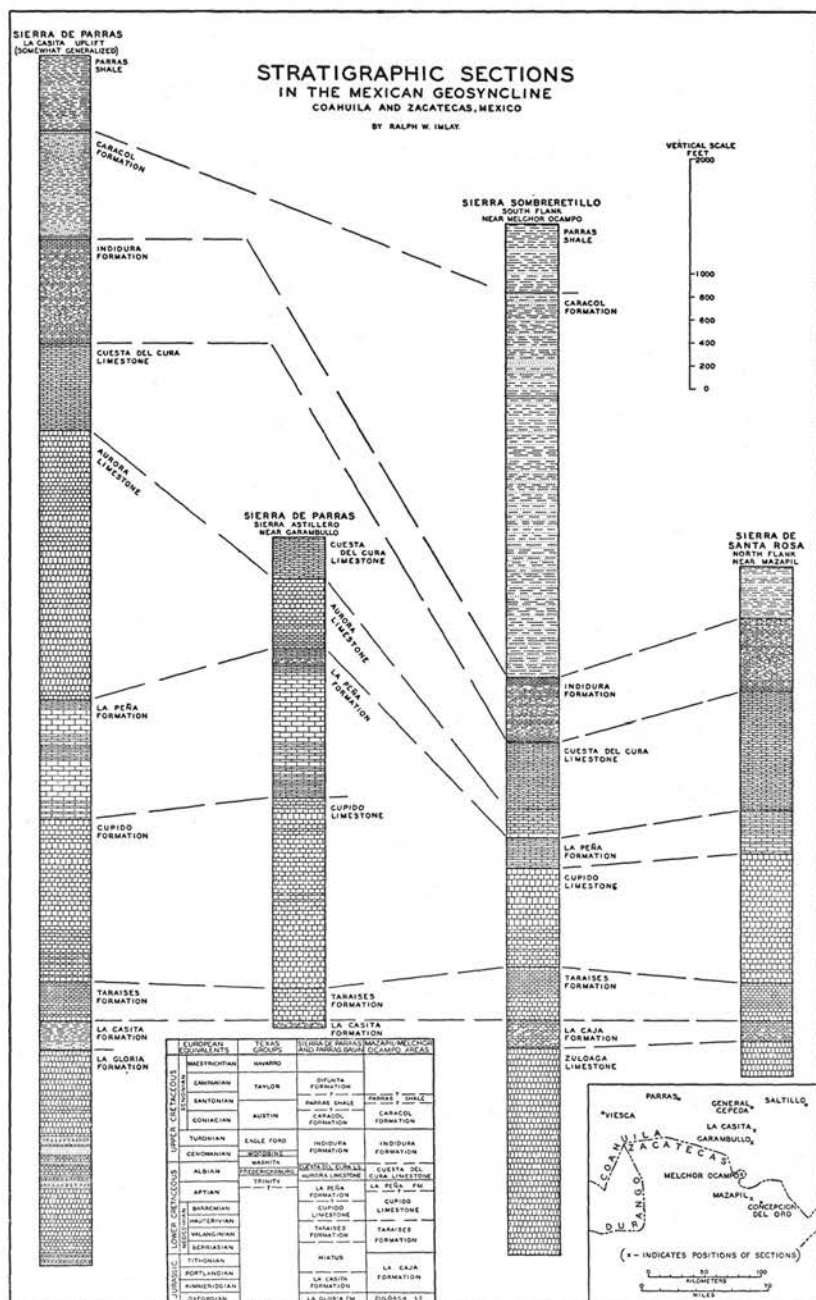 SIERRA DE PARRAS
LA CASITA UPLIFT
(SOMEWHAT GENERALIZED)
PARRAS
SHALE
CARACOL
FORMATION
INDIDURA
FORMATION
CUESTA DEL CURA
LIMESTONE
AURORA
LIMESTONE
LA PEÑA
FORMATION
CUPIDO
FORMATION
TARAISES
FORMATION
LA CASITA
FORMATION
LA GLORIA
FORMATION
STRATIGRAPHIC SECTIONS
IN THE MEXICAN GEOSYNCLINE
COAHUILA AND ZACATECAS, MEXICO
BY RALPH W. IMLAY.
VERTICAL SCALE
FEET
2000
1000
800
600
400
200
0
SIERRA DE PARRAS
SIERRA ASTILLERO
NEAR GARAMBULLO
CUESTA
DEL CURA
LIMESTONE
AURORA
LIMESTONE
LA PEÑA
FORMATION
CUPIDO
LIMESTONE
TARAISES
FORMATION
LA CASITA
FORMATION
SIERRA SOMBRERETILLO
SOUTH FLANK
NEAR MELCHOR OCAMPO
PARRAS
SHALE
CARACOL
FORMATION
INDIDURA
FORMATION
CUESTA DEL CURA
LIMESTONE
LA PEÑA
FORMATION
CUPIDO
LIMESTONE
TARAISES
FORMATION
LA CAJA
FORMATION
ZULOAGA
LIMESTONE
SIERRA DE
SANTA ROSA
NORTH FLANK
NEAR MAZAPIL
EUROPEAN EQUIVALENTS TEXAS GROUPS SIERRA DE PARRAS AND PARRAS BASIN MAZAPIL-MELCHOR OCAMPO AREAS
UPPER CRETACEOUS
SENONIAN
MAESTRICHTIAN NAVARRO
CAMPANIAN TAYLOR DIFUNTA FORMATION
SANTONIAN PARRAS SHALE ? PARRAS SHALE
CONIACIAN AUSTIN CARACOL FORMATION CARACOL FORMATION
TURONIAN EAGLE FORD INDIDURA FORMATION INDIDURA FORMATION
CENOMANIAN WOODBINE
LOWER CRETACEOUS
NEOCOMIAN
WASHITA
ALBIAN FREDERICKSBURG CUESTA DEL CURA LS. AURORA LIMESTONE CUESTA DEL CURA LIMESTONE
TRINITY
APTIAN ? LA PEÑA FORMATION LA PEÑA FM.
BARREMIAN CUPIDO LIMESTONE CUPIDO LIMESTONE
HAUTERIVIAN
VALANGINIAN TARAISES FORMATION TARAISES FORMATION
BERRIASIAN
JURASSIC
TITHONIAN HIATUS
PORTLANDIAN LA CAJA FORMATION
KIMMERIDGIAN LA CASITA FORMATION
OXFORDIAN LA GLORIA FM. ZULOAGA LS.
PARRAS
GENERAL
CEPEDA
SALTILLO
VIESCA
LA CASITA
GARAMBULLO
COAHUILA
ZACATECAS
MELCHOR OCAMPO
MAZAPIL
CONCEPCION
DEL ORO
DURANGO
(x – INDICATES POSITIONS OF SECTIONS)
0 50 100
KILOMETERS
MILES